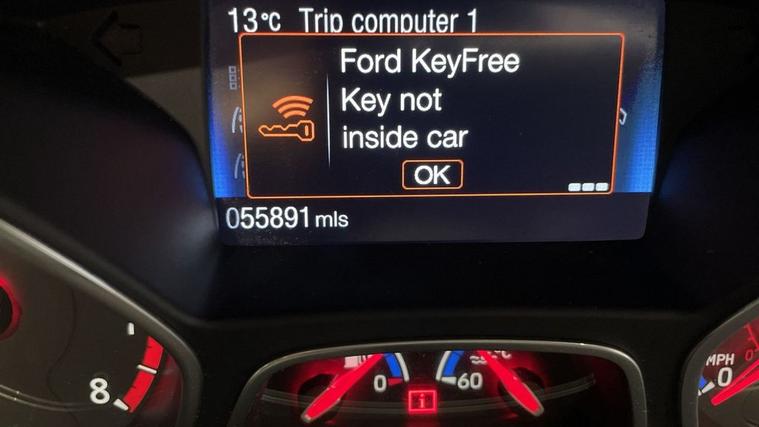 13°C Trip computer 1
Ford KeyFree
Key not
inside car
OK
055891 mls
8
0
60
°C
i
MPH
0